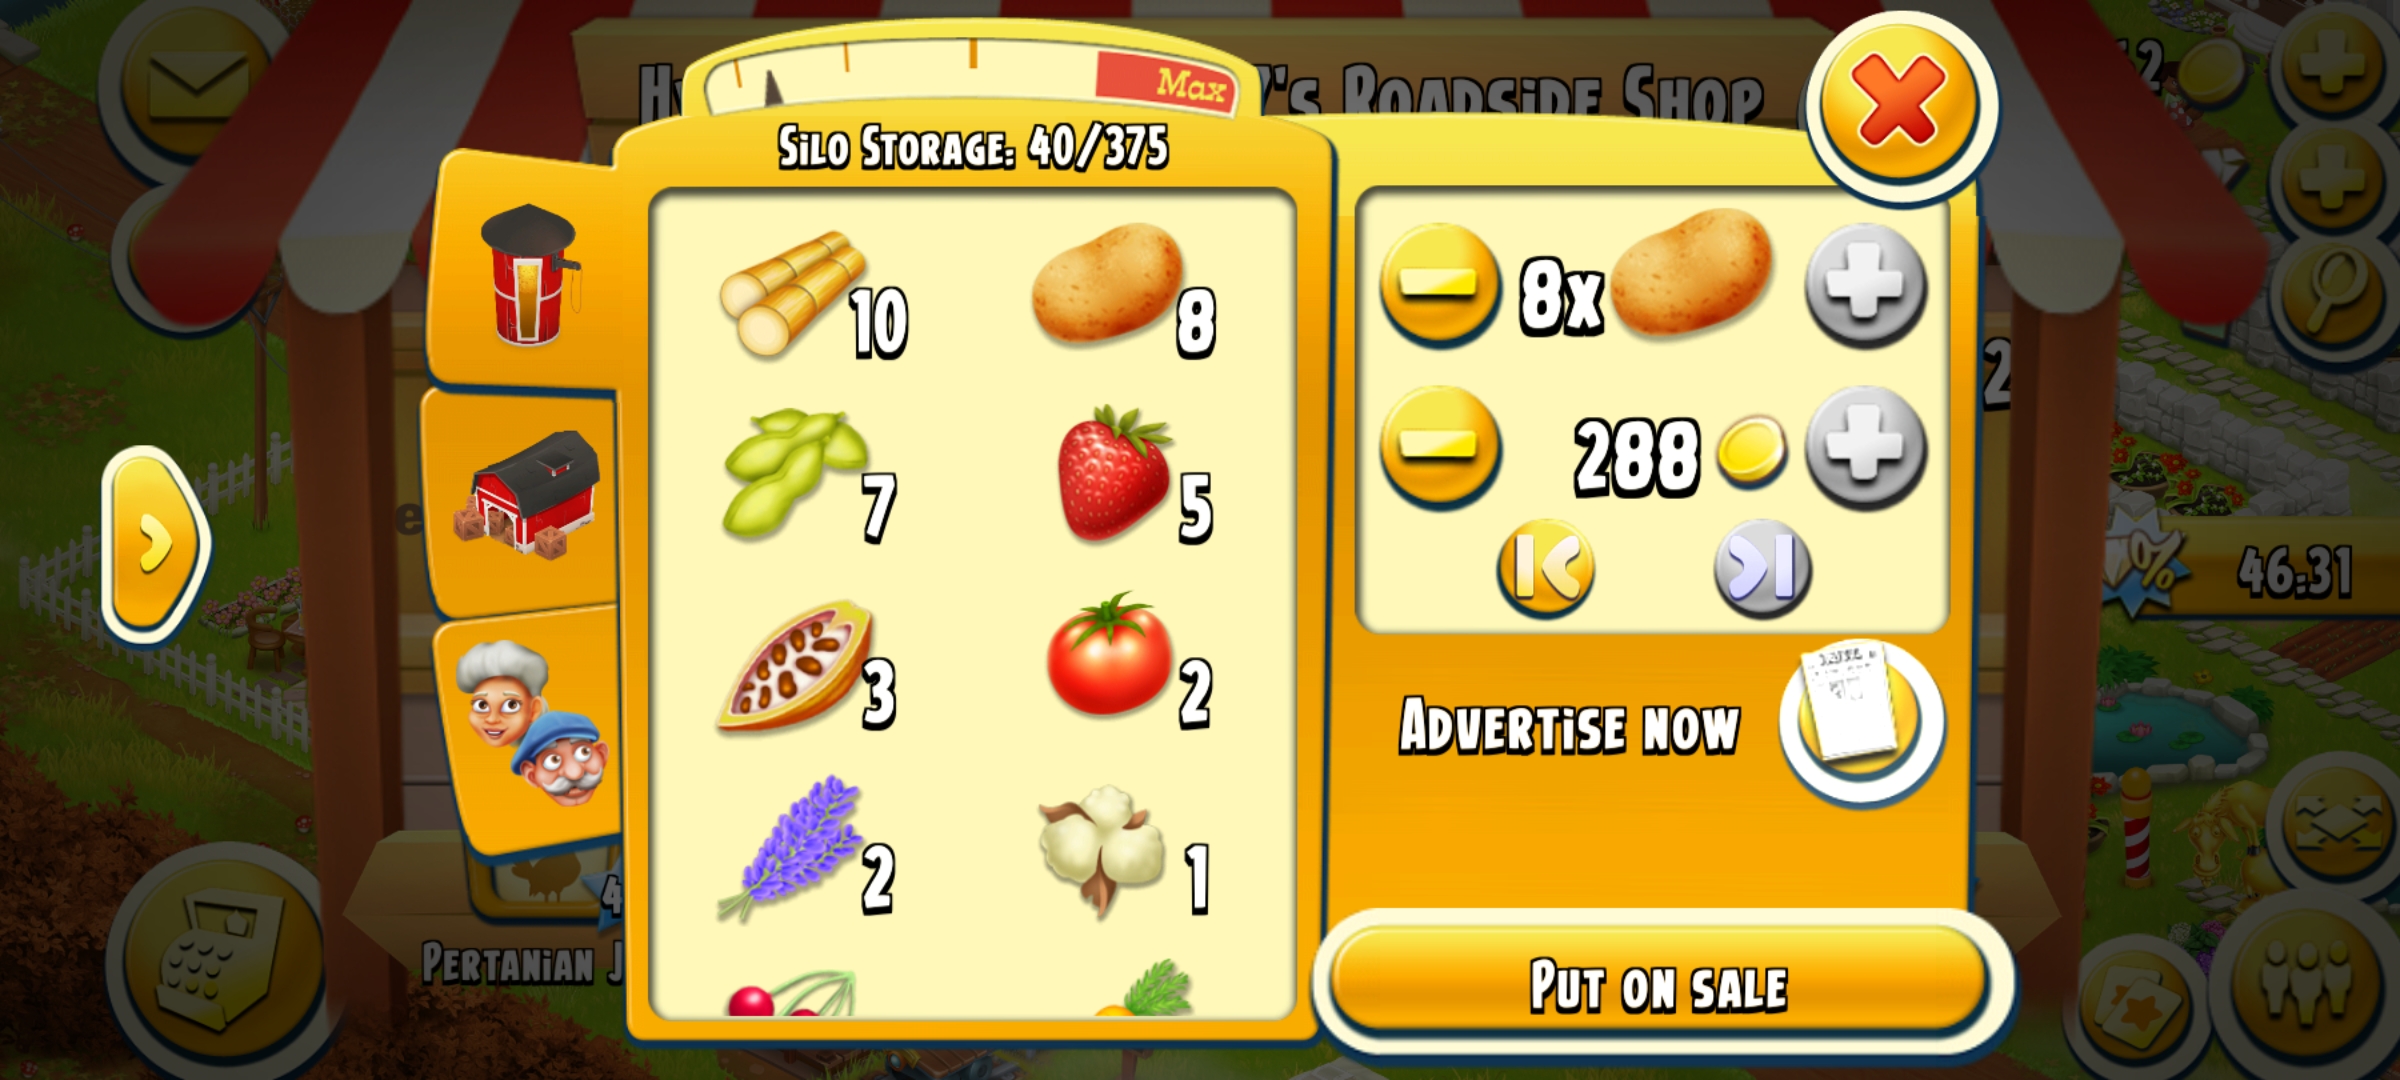 Max
's ROADSIDE SHOP
SILO STORAGE: 40/375
10
8
8x
7
5
288
46:31
3
2
ADVERTISE NOW
2
1
PERTANIAN J
PUT ON SALE